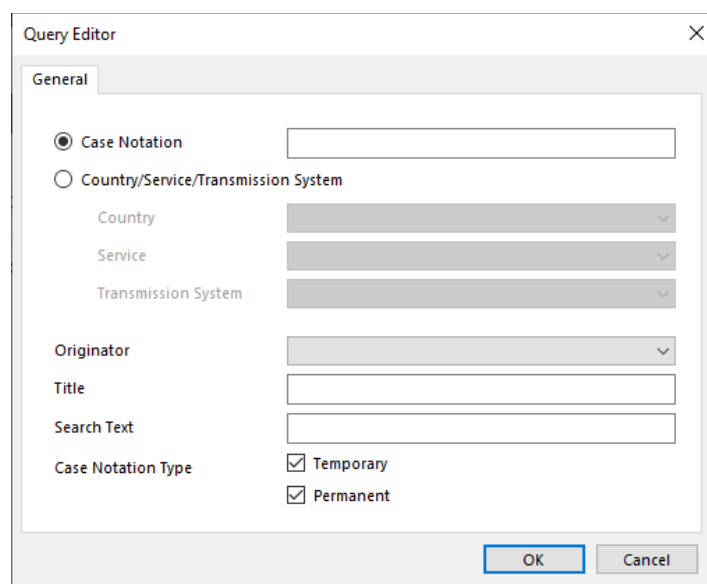 Query Editor
General
Case Notation
Country/Service/Transmission System
Country
Service
Transmission System
Originator
Title
Search Text
Case Notation Type
Temporary
Permanent
OK
Cancel